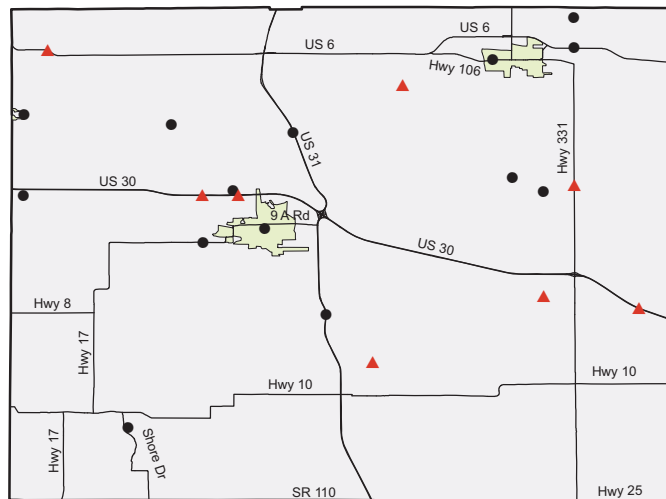 US 6
US 6
Hwy 106
US 31
Hwy 331
US 30
9 A Rd
US 30
Hwy 8
Hwy 17
Hwy 10
Hwy 10
Hwy 17
Shore Dr
SR 110
Hwy 25